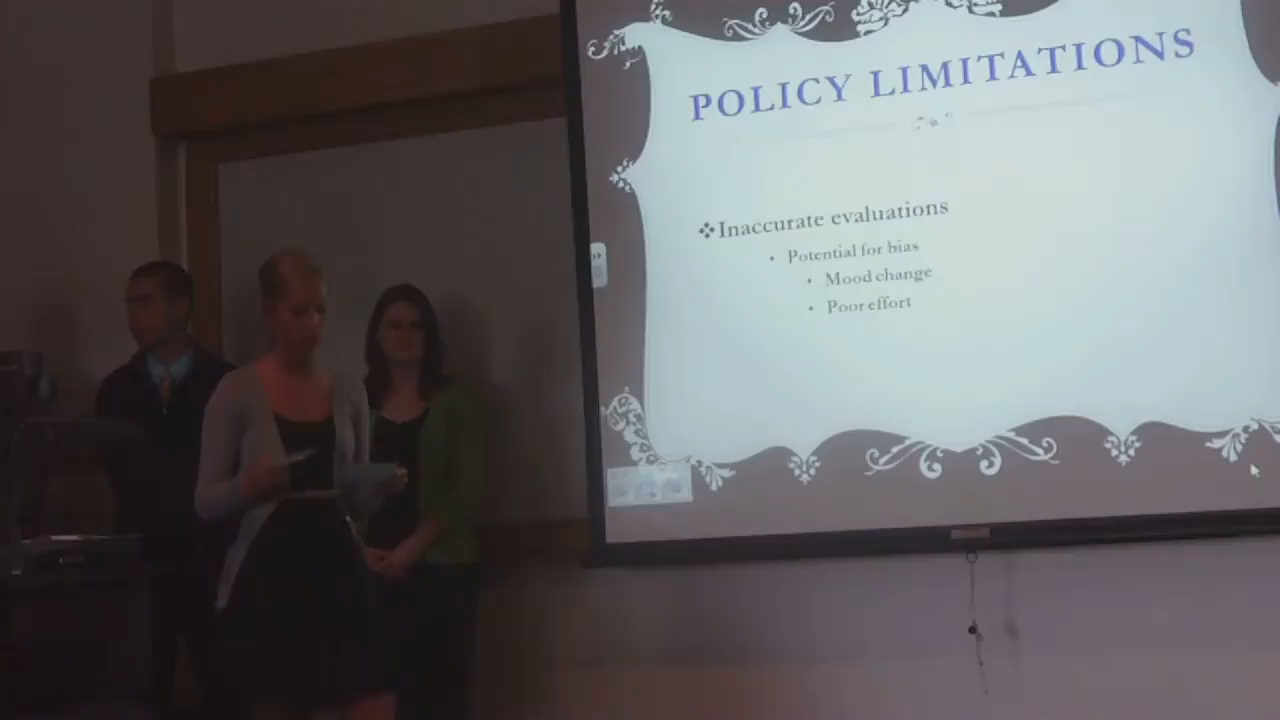 POLICY LIMITATIONS
Inaccurate evaluations
Potential for bias
Mood change
Poor effort